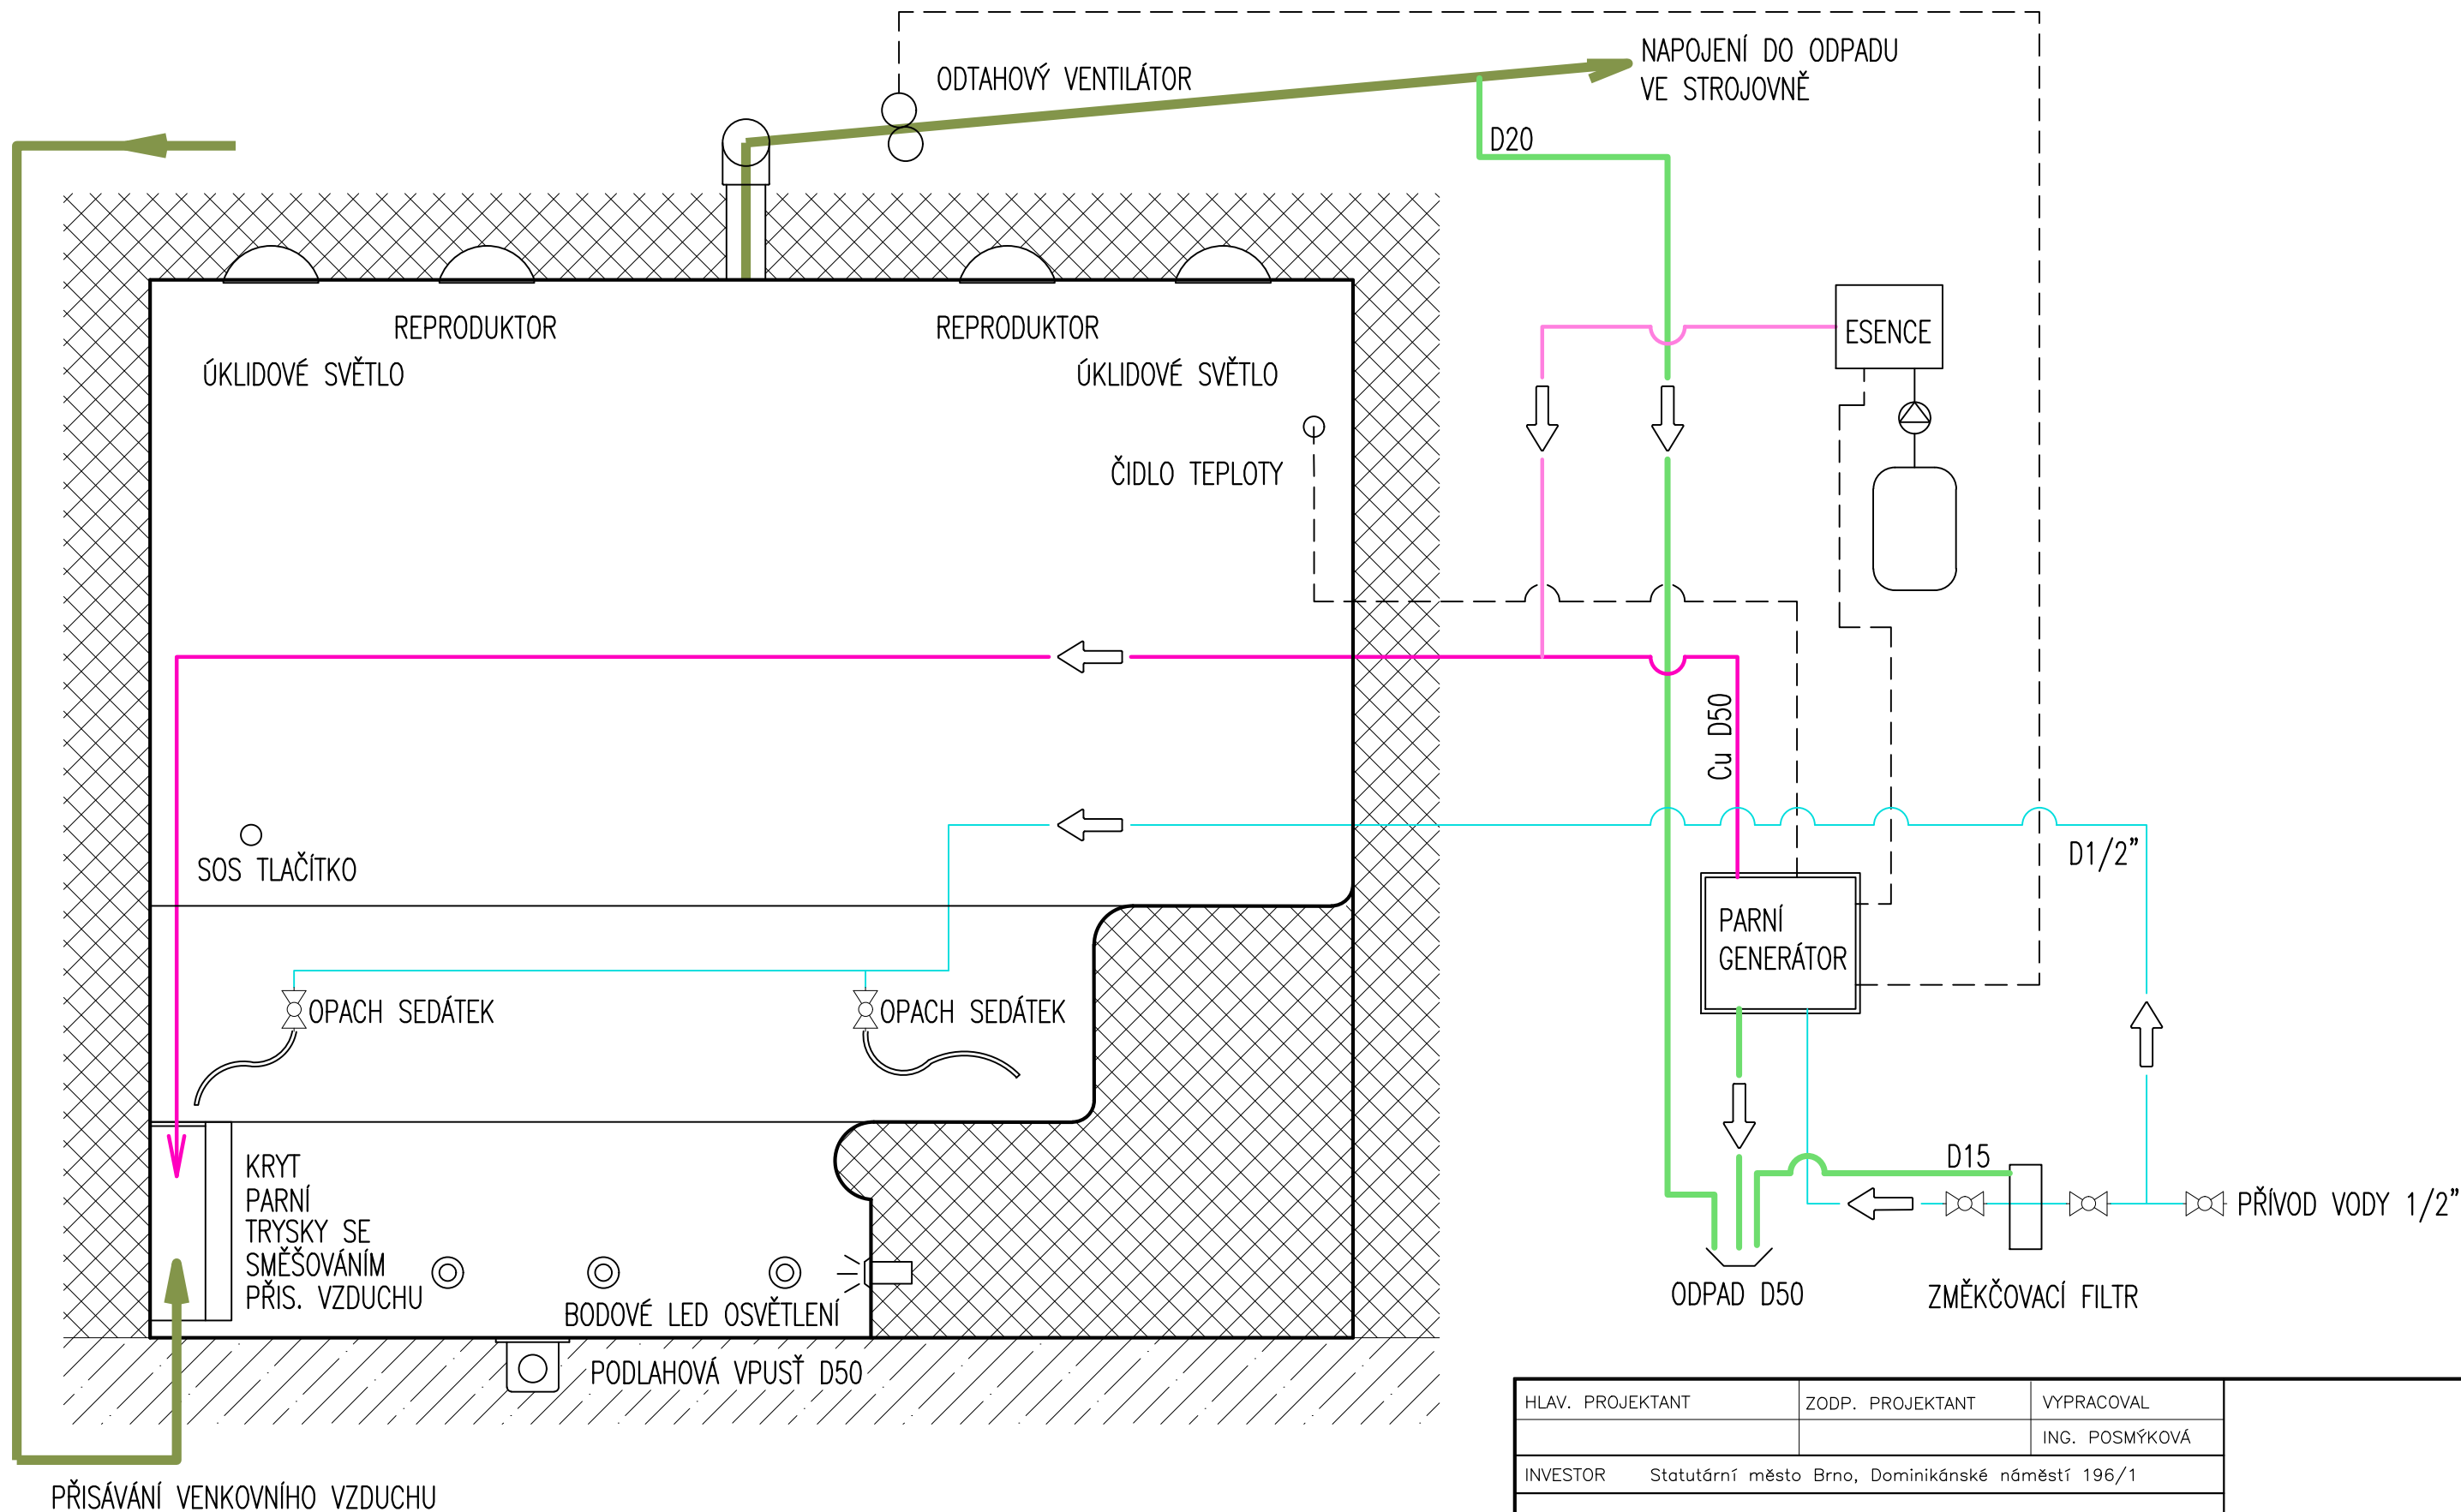 NAPOJENÍ DO ODPADU
VE STROJOVNĚ
ODTAHOVÝ VENTILÁTOR
D20
REPRODUKTOR
REPRODUKTOR
ESENCE
ÚKLIDOVÉ SVĚTLO
ÚKLIDOVÉ SVĚTLO
ČIDLO TEPLOTY
Cu D50
SOS TLAČÍTKO
D1/2”
PARNÍ
GENERÁTOR
OPACH SEDÁTEK
OPACH SEDÁTEK
KRYT
PARNÍ
TRYSKY SE
SMĚŠOVÁNÍM
PŘIS. VZDUCHU
D15
PŘÍVOD VODY 1/2”
BODOVÉ LED OSVĚTLENÍ
ODPAD D50
ZMĚKČOVACÍ FILTR
PODLAHOVÁ VPUSŤ D50
PŘISÁVÁNÍ VENKOVNÍHO VZDUCHU
HLAV. PROJEKTANT
ZODP. PROJEKTANT
VYPRACOVAL
ING. POSMÝKOVÁ
INVESTOR Statutární město Brno, Dominikánské náměstí 196/1